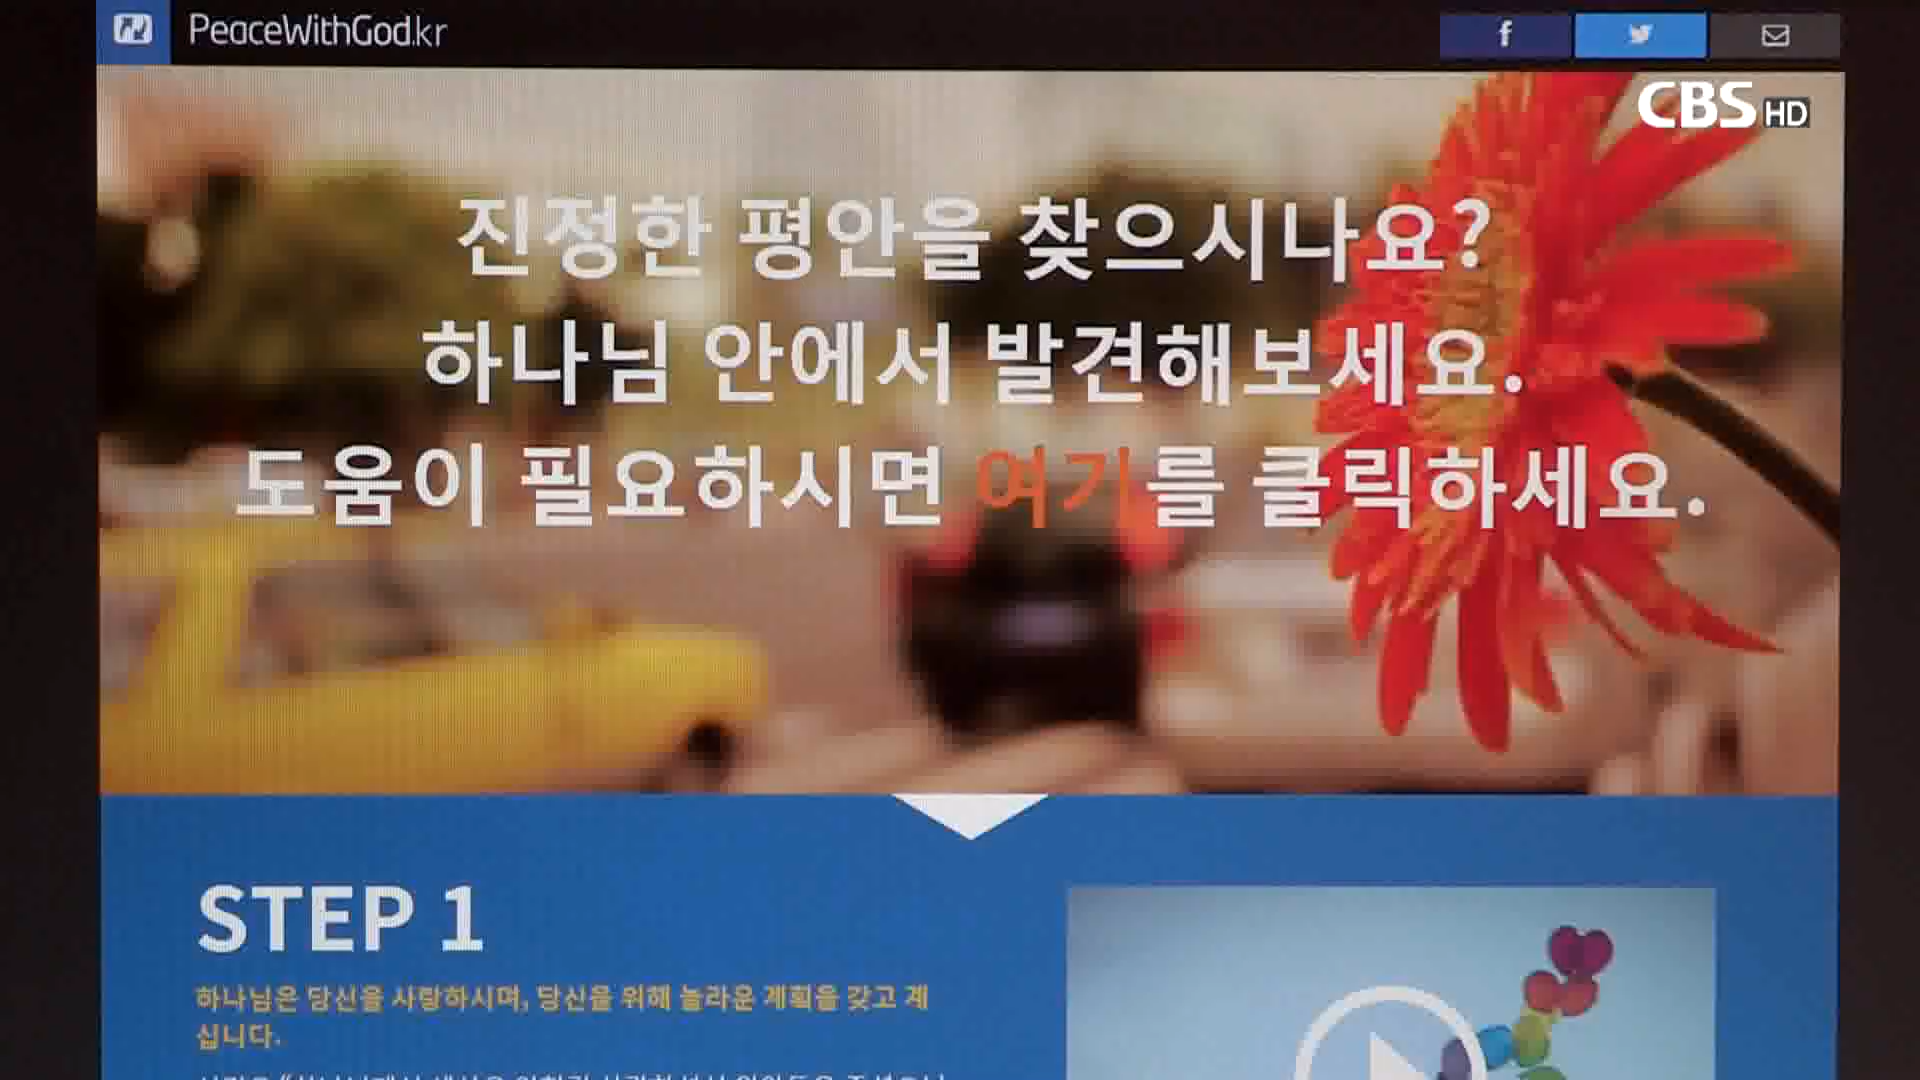 PeaceWithGod.kr
f
CBS HD
진정한 평안을 찾으시나요?
하나님 안에서 발견해보세요.
도움이 필요하시면 여기를 클릭하세요.
STEP 1
하나님은 당신을 사랑하시며, 당신을 위해 놀라운 계획을 갖고 계
십니다.